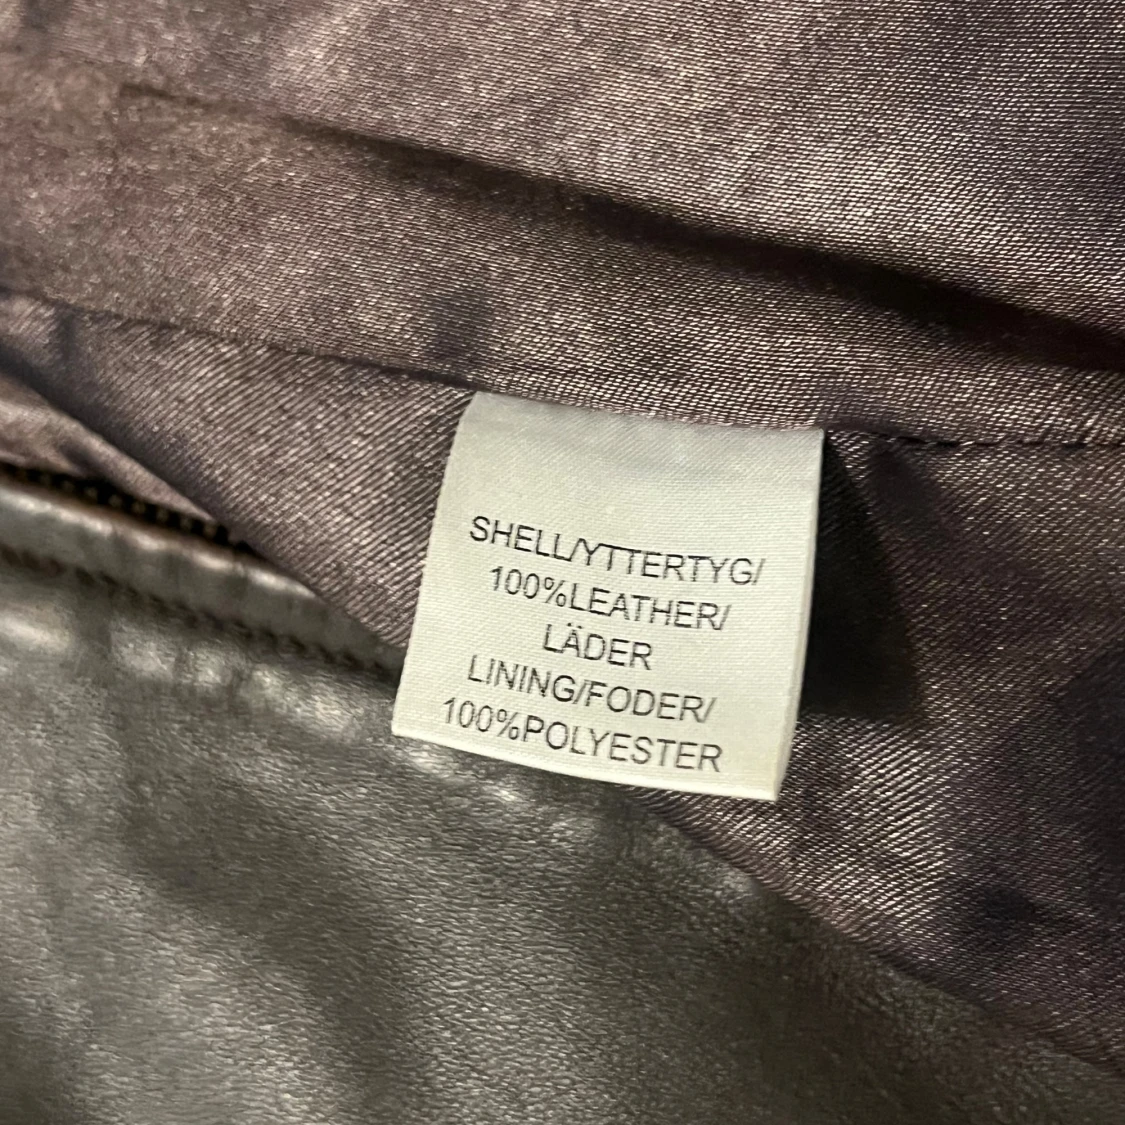 SHELL/YTTERTYG/
100%LEATHER/
LÄDER
LINING/FODER/
100%POLYESTER